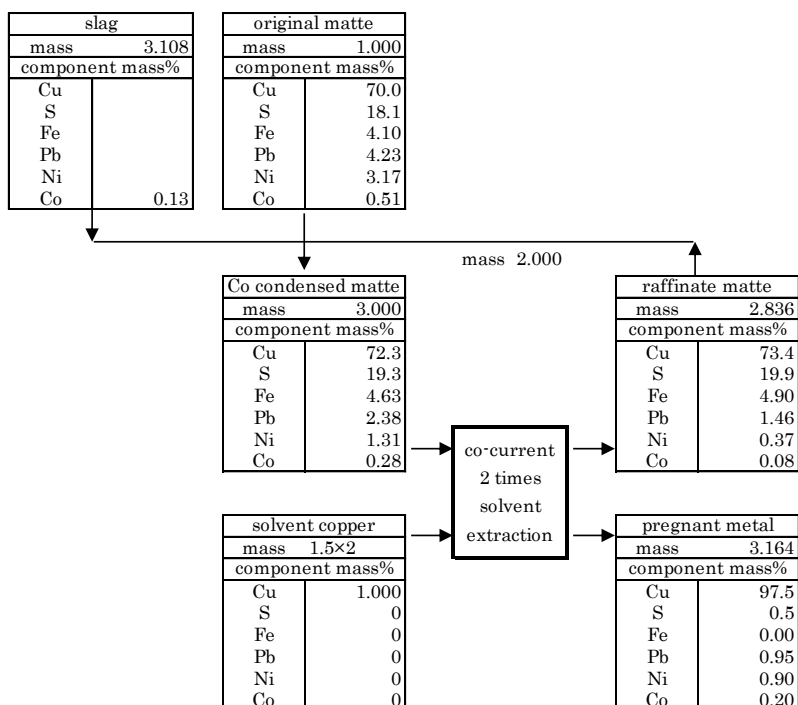 slag
mass 3.108
component mass%
Cu
S
Fe
Pb
Ni
Co 0.13
original matte
mass 1.000
component mass%
Cu 70.0
S 18.1
Fe 4.10
Pb 4.23
Ni 3.17
Co 0.51
mass 2.000
Co condensed matte
mass 3.000
component mass%
Cu 72.3
S 19.3
Fe 4.63
Pb 2.38
Ni 1.31
Co 0.28
raffinate matte
mass 2.836
component mass%
Cu 73.4
S 19.9
Fe 4.90
Pb 1.46
Ni 0.37
Co 0.08
co-current
2 times
solvent
extraction
solvent copper
mass 1.5×2
component mass%
Cu 1.000
S 0
Fe 0
Pb 0
Ni 0
Co 0
pregnant metal
mass 3.164
component mass%
Cu 97.5
S 0.5
Fe 0.00
Pb 0.95
Ni 0.90
Co 0.20